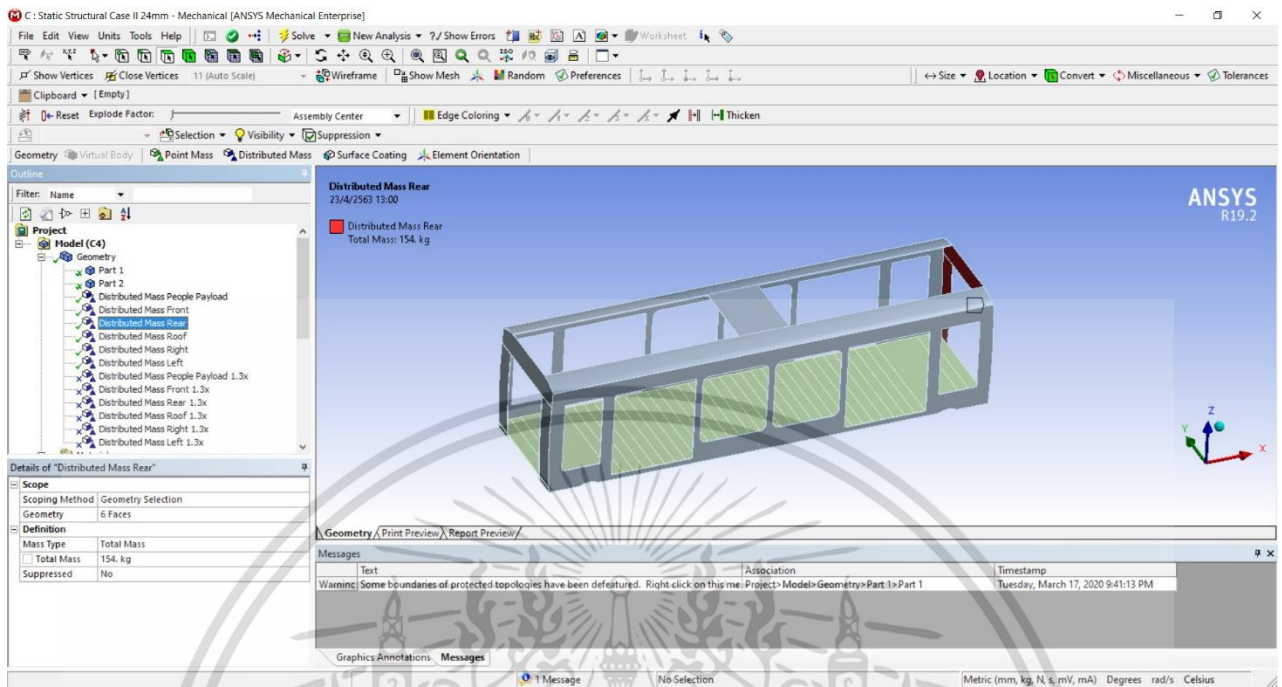 C : Static Structural Case II 24mm - Mechanical [ANSYS Mechanical Enterprise]
File Edit View Units Tools Help Solve New Analysis ?/ Show Errors A Worksheet i
Show Vertices Close Vertices 11 (Auto Scale) Wireframe Show Mesh Random Preferences Size Location Convert Miscellaneous Tolerances
Clipboard [Empty]
Reset Explode Factor: Assembly Center Edge Coloring Thicken
Selection Visibility Suppression
Geometry Virtual Body Point Mass Distributed Mass Surface Coating Element Orientation
Outline
Filter: Name
Project
Model (C4)
Geometry
Part 1
Part 2
Distributed Mass People Payload
Distributed Mass Front
Distributed Mass Rear
Distributed Mass Roof
Distributed Mass Right
Distributed Mass Left
Distributed Mass People Payload 1.3x
Distributed Mass Front 1.3x
Distributed Mass Rear 1.3x
Distributed Mass Roof 1.3x
Distributed Mass Right 1.3x
Distributed Mass Left 1.3x
Details of "Distributed Mass Rear"
Scope
Scoping Method Geometry Selection
Geometry 6 Faces
Definition
Mass Type Total Mass
Total Mass 154. kg
Suppressed No
Distributed Mass Rear
23/4/2563 13:00
Distributed Mass Rear
Total Mass: 154. kg
ANSYS
R19.2
Z
Y
X
Geometry Print Preview Report Preview
Messages
Text Association Timestamp
Warning Some boundaries of protected topologies have been defeatured. Right click on this me Project>Model>Geometry>Part 1>Part 1 Tuesday, March 17, 2020 9:41:13 PM
Graphics Annotations Messages
1 Message No Selection Metric (mm, kg, N, s, mV, mA) Degrees rad/s Celsius